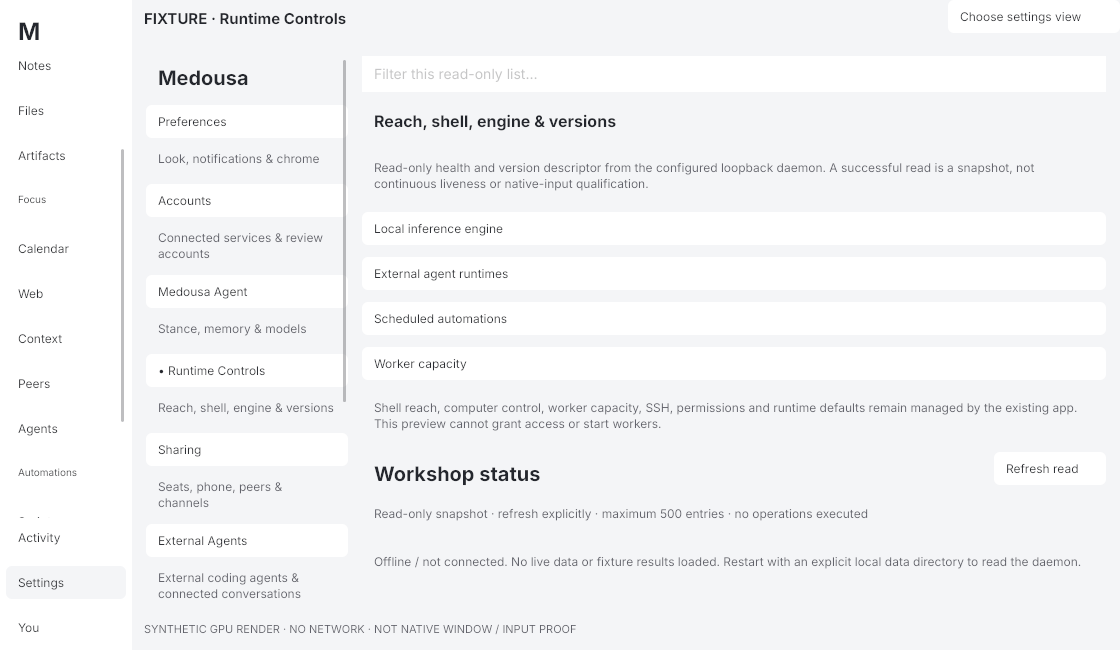 M
Notes
Files
Artifacts
Focus
Calendar
Web
Context
Peers
Agents
Automations
Activity
Settings
You
FIXTURE · Runtime Controls
Choose settings view
Medousa
Preferences
Look, notifications & chrome
Accounts
Connected services & review
accounts
Medousa Agent
Stance, memory & models
• Runtime Controls
Reach, shell, engine & versions
Sharing
Seats, phone, peers &
channels
External Agents
External coding agents &
connected conversations
Filter this read-only list...
Reach, shell, engine & versions
Read-only health and version descriptor from the configured loopback daemon. A successful read is a snapshot, not
continuous liveness or native-input qualification.
Local inference engine
External agent runtimes
Scheduled automations
Worker capacity
Shell reach, computer control, worker capacity, SSH, permissions and runtime defaults remain managed by the existing app.
This preview cannot grant access or start workers.
Workshop status
Refresh read
Read-only snapshot · refresh explicitly · maximum 500 entries · no operations executed
Offline / not connected. No live data or fixture results loaded. Restart with an explicit local data directory to read the daemon.
SYNTHETIC GPU RENDER · NO NETWORK · NOT NATIVE WINDOW / INPUT PROOF